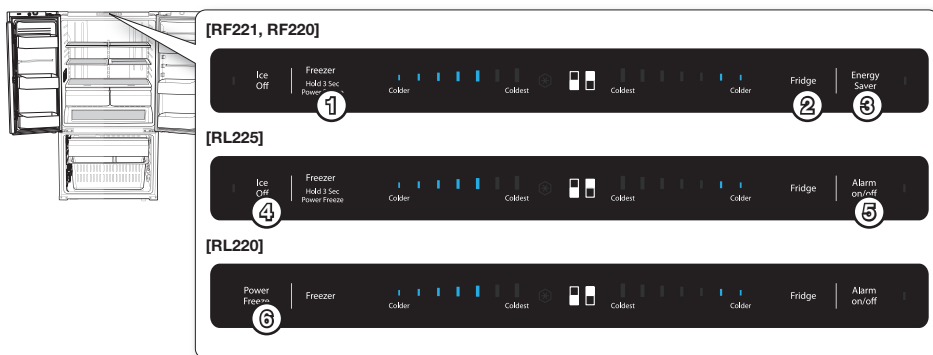 [RF221, RF220]
Ice
Off
Freezer
Hold 3 Sec
Power
1
Colder
Coldest
Coldest
Colder
Fridge
2
Energy
Saver
3
[RL225]
Ice
Off
4
Freezer
Hold 3 Sec
Power Freeze
Colder
Coldest
Coldest
Colder
Fridge
Alarm
on/off
5
[RL220]
Power
Freeze
6
Freezer
Colder
Coldest
Coldest
Colder
Fridge
Alarm
on/off